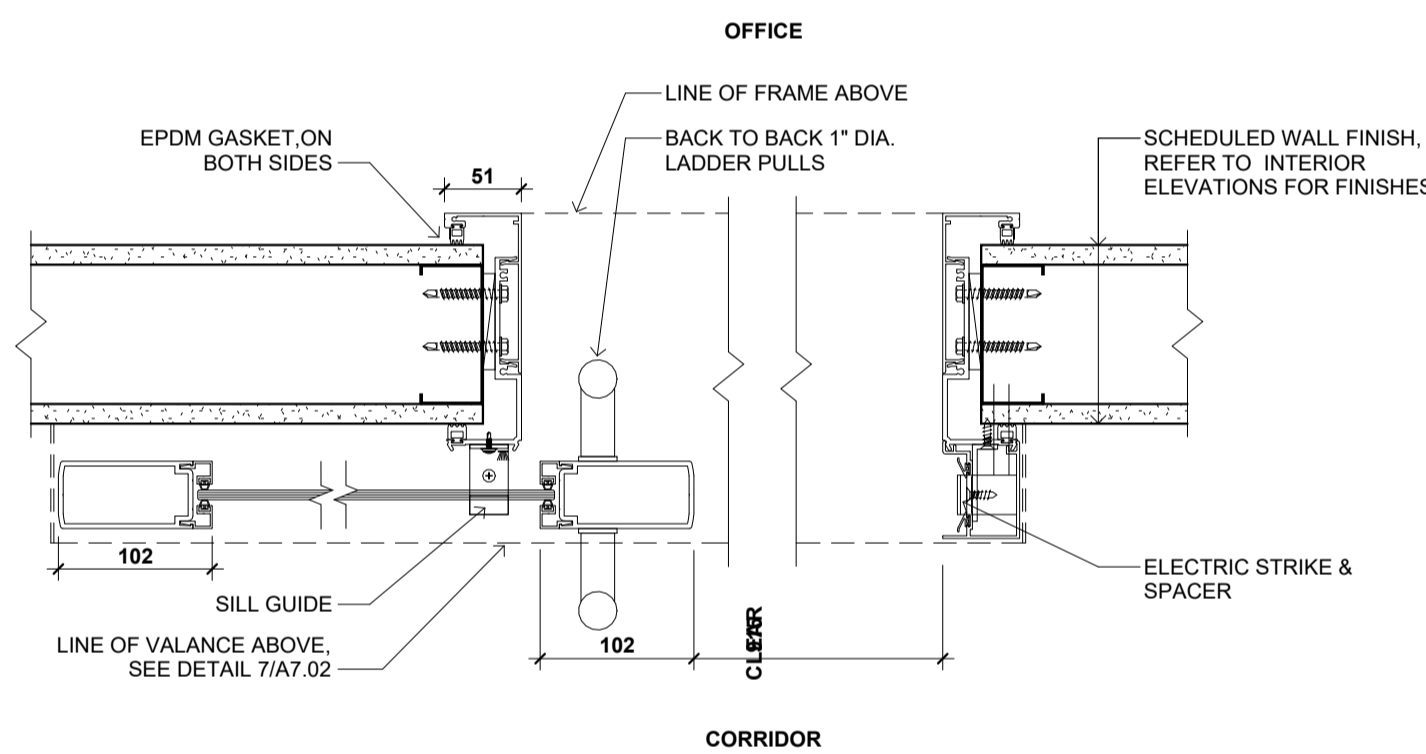 OFFICE
LINE OF FRAME ABOVE
EPDM GASKET,ON
BOTH SIDES
BACK TO BACK 1" DIA.
LADDER PULLS
SCHEDULED WALL FINISH,
REFER TO INTERIOR
ELEVATIONS FOR FINISHES
51
102
SILL GUIDE
LINE OF VALANCE ABOVE,
SEE DETAIL 7/A7.02
102
ELECTRIC STRIKE &
SPACER
CORRIDOR